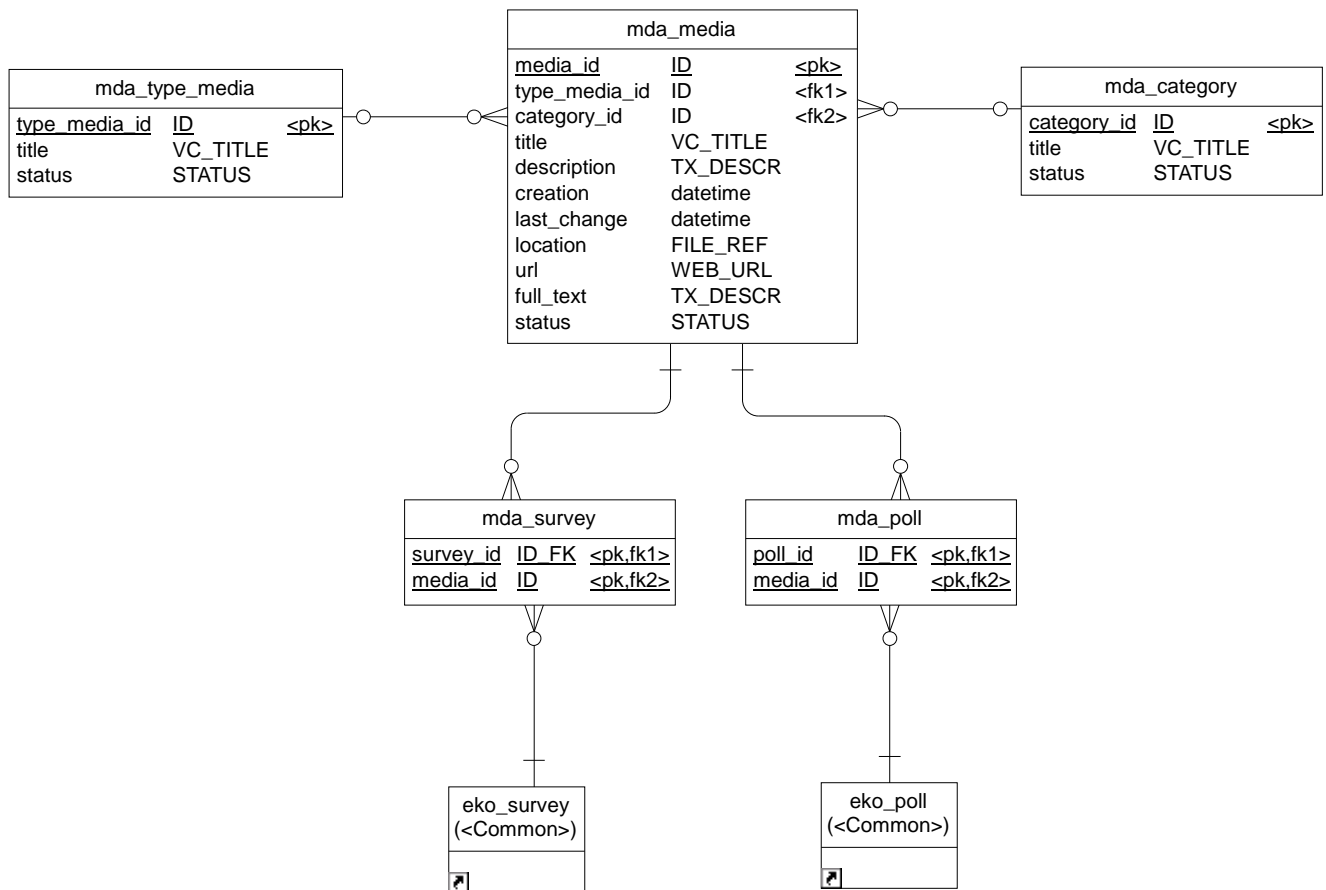 mda_media
media_id ID <pk>
type_media_id ID <fk1>
category_id ID <fk2>
title VC_TITLE
description TX_DESCR
creation datetime
last_change datetime
location FILE_REF
url WEB_URL
full_text TX_DESCR
status STATUS
mda_type_media
type_media_id ID <pk>
title VC_TITLE
status STATUS
mda_category
category_id ID <pk>
title VC_TITLE
status STATUS
mda_survey
survey_id ID_FK <pk,fk1>
media_id ID <pk,fk2>
mda_poll
poll_id ID_FK <pk,fk1>
media_id ID <pk,fk2>
eko_survey
(<Common>)
eko_poll
(<Common>)